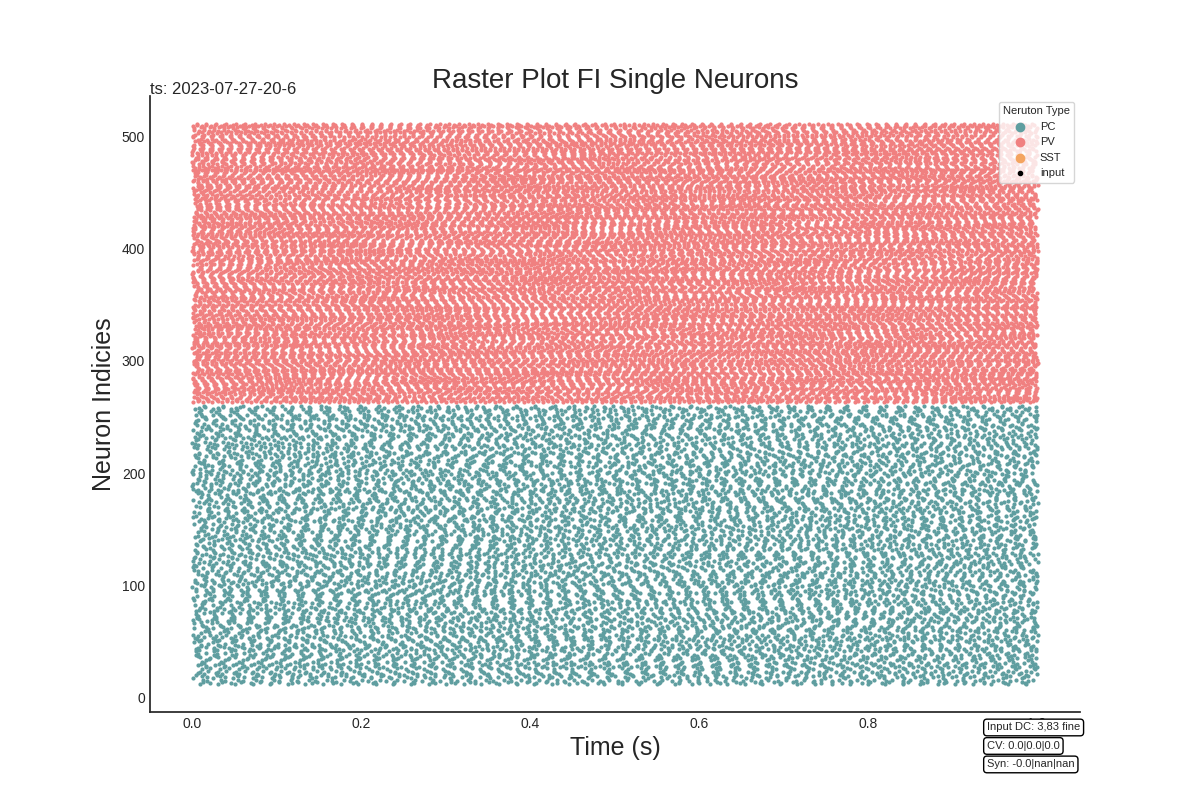 Raster Plot FI Single Neurons
ts: 2023-07-27-20-6
Neruton Type
PC
PV
SST
input
500
400
300
200
100
0
Neuron Indicies
0.0 0.2 0.4 0.6 0.8
Time (s)
Input DC: 3,83 fine
CV: 0.0|0.0|0.0
Syn: -0.0|nan|nan